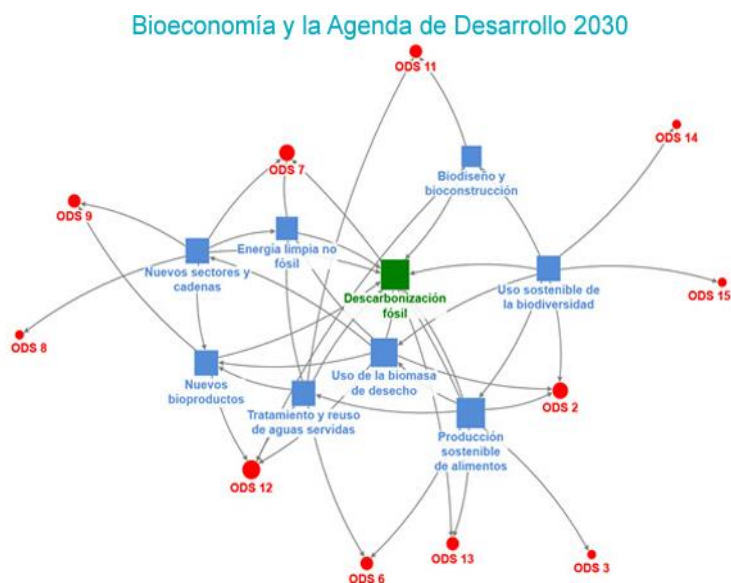 Bioeconomía y la Agenda de Desarrollo 2030
ODS 11
ODS 14
ODS 7
Biodiseño y
bioconstrucción
ODS 9
Energía limpia no
fósil
Nuevos sectores y
cadenas
Descarbonización
fósil
Uso sostenible de
la biodiversidad
ODS 15
ODS 8
Uso de la biomasa
de desecho
Nuevos
bioproductos
Tratamiento y reuso
de aguas servidas
ODS 2
Producción
sostenible
de alimentos
ODS 12
ODS 13
ODS 3
ODS 6